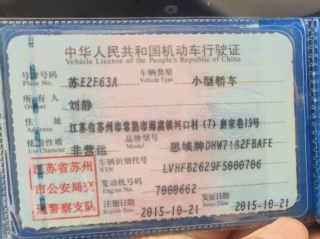 中华人民共和国机动车行驶证
Vehicle License of the People's Republic of China
号牌号码 苏E2F63A 车辆类型 小型轿车
Plate No. Vehicle Type
所有人 刘静
Owner
住址 江苏省苏州市常熟市海虞镇河口村(7)唐家巷19号
Address
使用性质 非营运 品牌型号 思域牌DHW7182FBAFE
Use Character
江苏省苏州
市公安局交
通警察支队
车辆识别代号 LVHFB2629F5000706
VIN
发动机号码 7000662
Engine No.
注册日期 2015-10-21 发证日期 2015-10-21
Issue Date